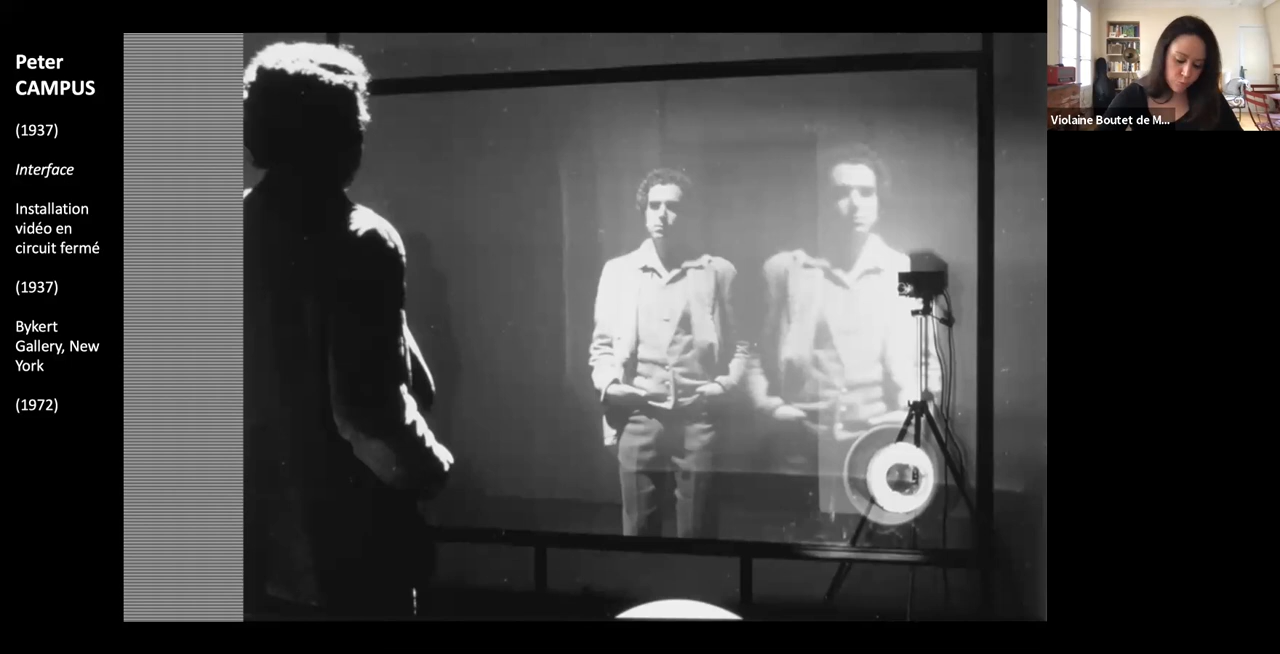 Peter
CAMPUS
(1937)
Interface
Installation
vidéo en
circuit fermé
(1937)
Bykert
Gallery, New
York
(1972)
Violaine Boutet de M...